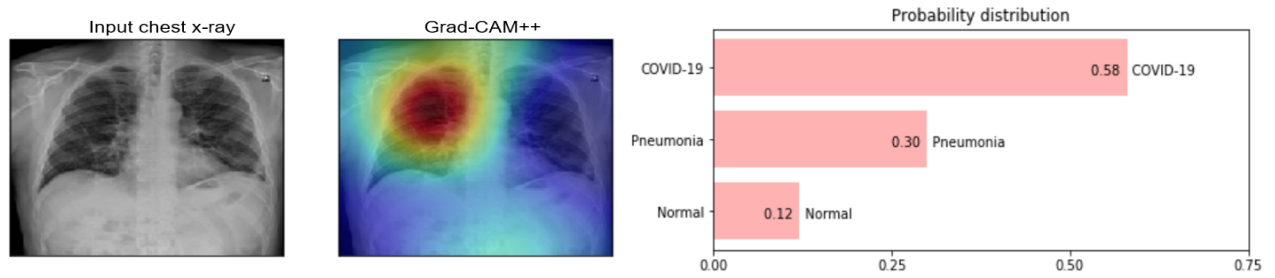 Input chest x-ray
Grad-CAM++
Probability distribution
COVID-19
0.58 COVID-19
Pneumonia
0.30 Pneumonia
Normal
0.12 Normal
0.00 0.25 0.50 0.75